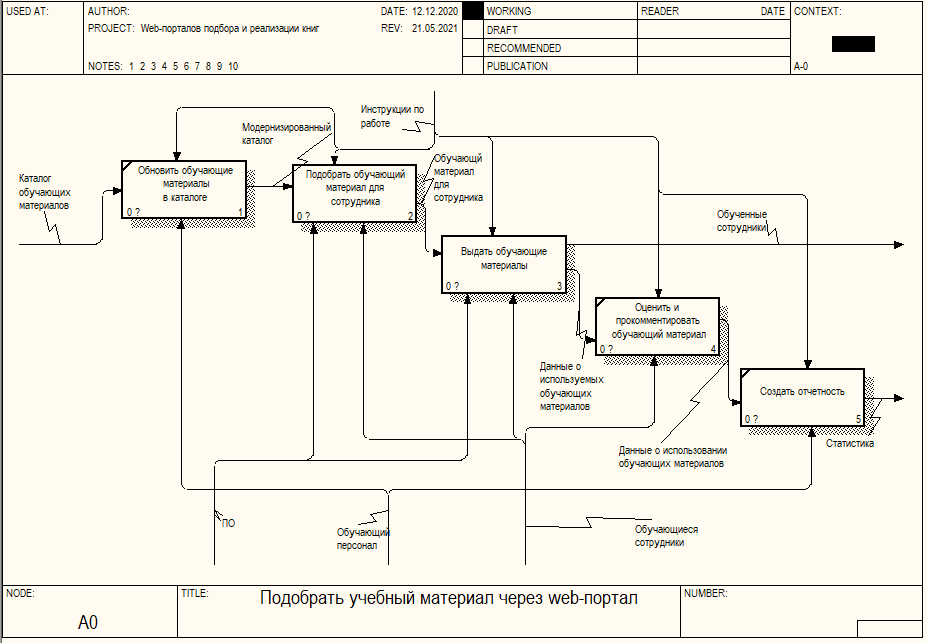 USED AT:
AUTHOR:
DATE: 12.12.2020
WORKING
READER
DATE
CONTEXT:
PROJECT: Web-порталов подбора и реализации книг
REV: 21.05.2021
DRAFT
RECOMMENDED
NOTES: 1 2 3 4 5 6 7 8 9 10
PUBLICATION
A-0
Инструкции по
работе
Модернизированный
каталог
Каталог
обучающих
материалов
Обновить обучающие
материалы
в каталоге
0 ?
1
Подобрать обучающий
материал для
сотрудника
0 ?
2
Обучающй
материал
для
сотрудника
Обученные
сотрудники
Выдать обучающие
материалы
0 ?
3
Оценить и
прокомментировать
обучающий материал
0 ?
4
Данные о
используемых
обучающих
материалов
Создать отчетность
0 ?
5
Статистика
Данные о использовании
обучающих материалов
ПО
Обучающий
персонал
Обучающиеся
сотрудники
NODE:
TITLE:
NUMBER:
A0
Подобрать учебный материал через web-портал